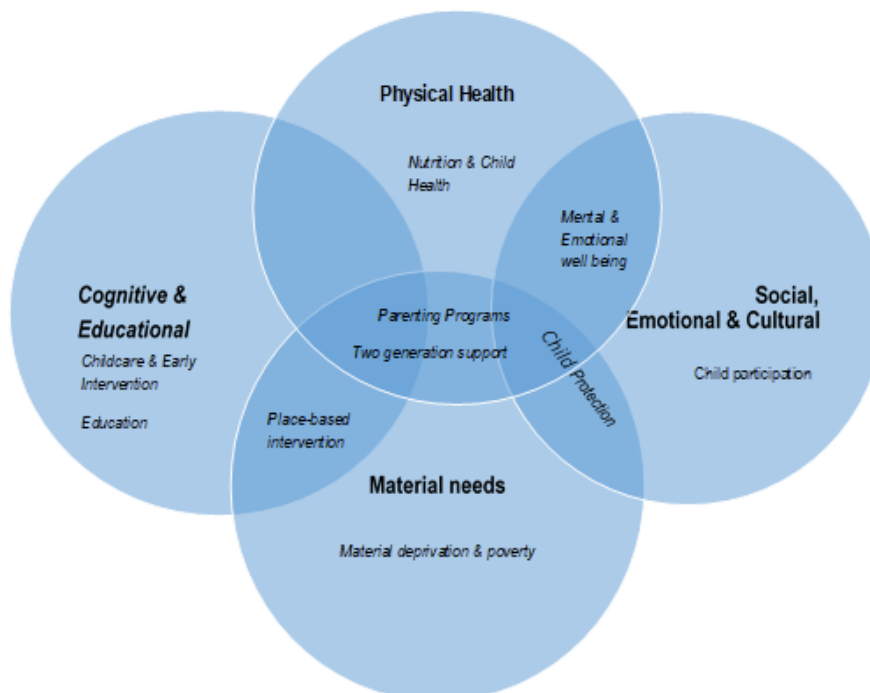 Physical Health
Nutrition & Child
Health
Mental &
Emotional
well being
Cognitive &
Educational
Childcare & Early
Intervention
Education
Social,
Emotional & Cultural
Child participation
Parenting Programs
Two generation support
Child Protection
Place-based
intervention
Material needs
Material deprivation & poverty